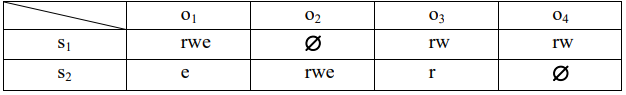 o₁ o₂ o₃ o₄
s₁ rwe ∅ rw rw
s₂ e rwe r ∅